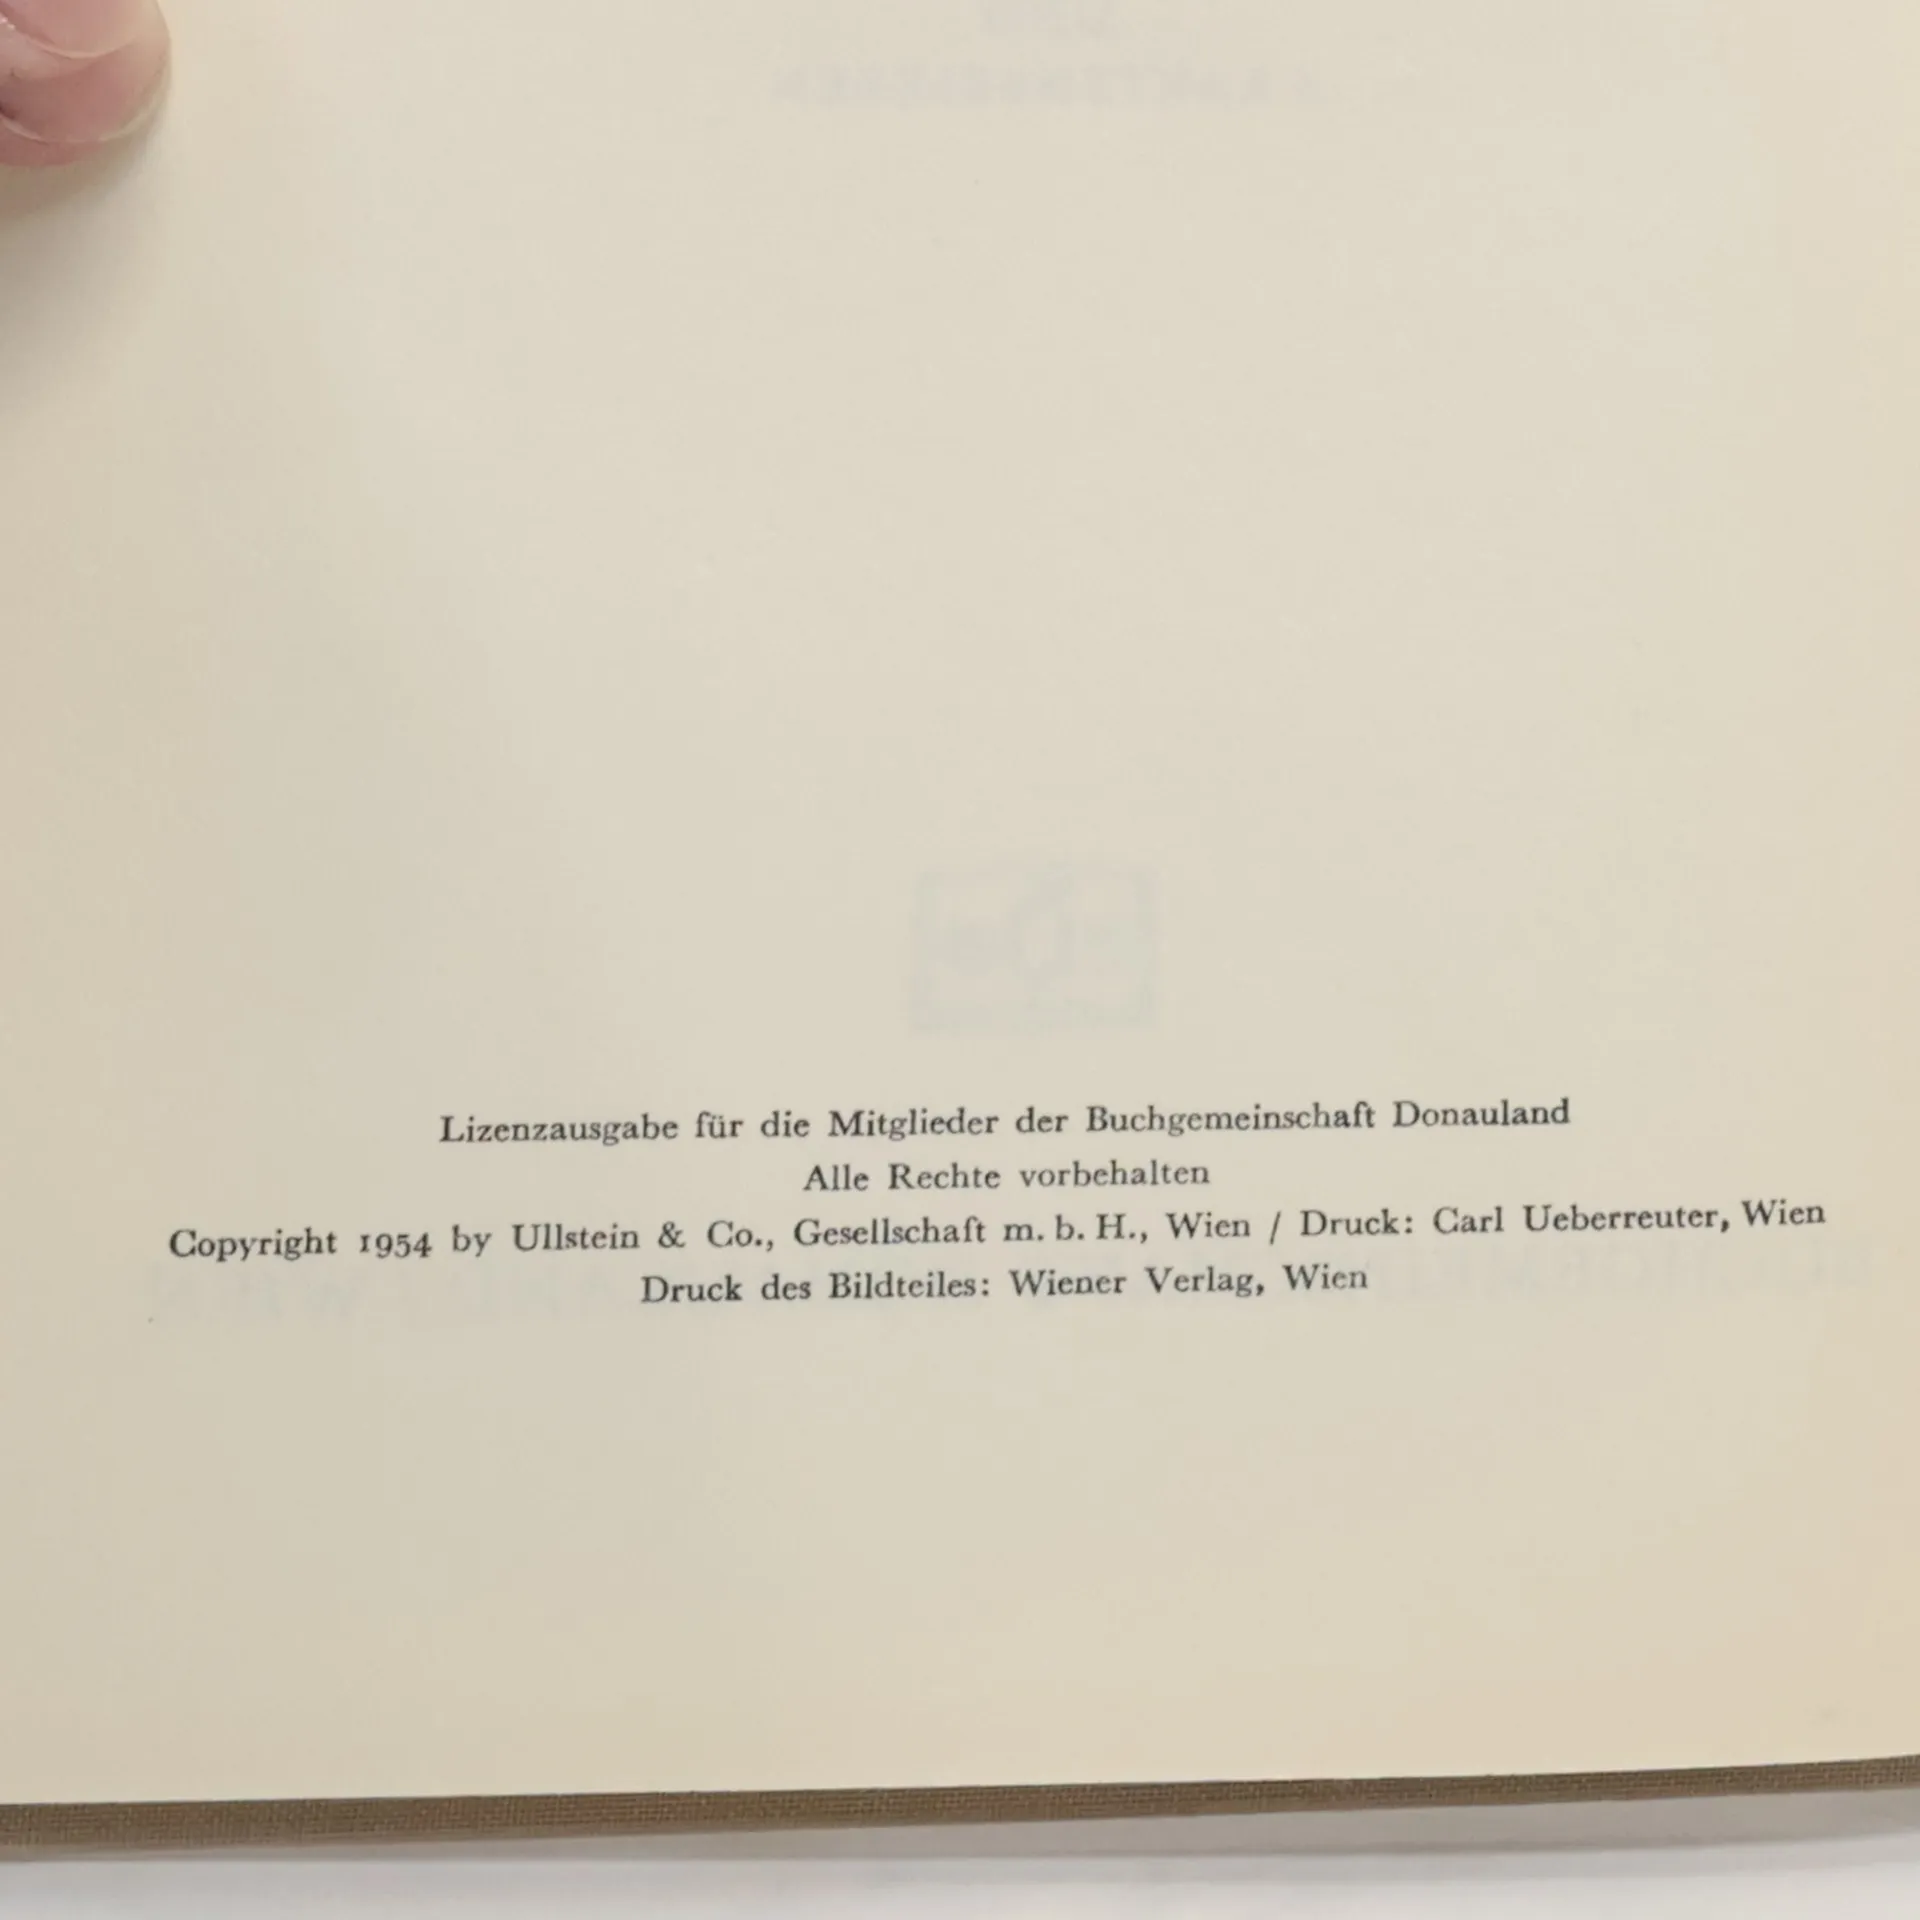 Lizenzausgabe für die Mitglieder der Buchgemeinschaft Donauland
Alle Rechte vorbehalten
Copyright 1954 by Ullstein & Co., Gesellschaft m. b. H., Wien / Druck: Carl Ueberreuter, Wien
Druck des Bildteiles: Wiener Verlag, Wien